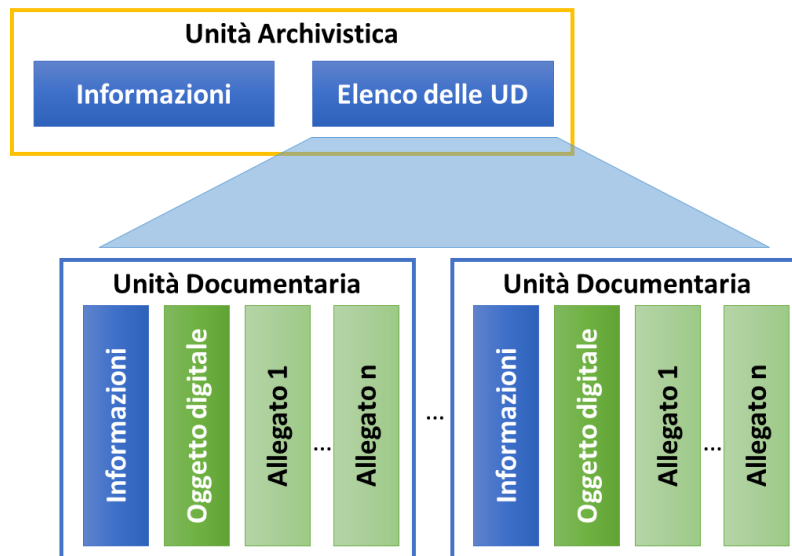 Unità Archivistica
Informazioni
Elenco delle UD
Unità Documentaria
Informazioni
Oggetto digitale
Allegato 1
...
Allegato n
...
Unità Documentaria
Informazioni
Oggetto digitale
Allegato 1
...
Allegato n